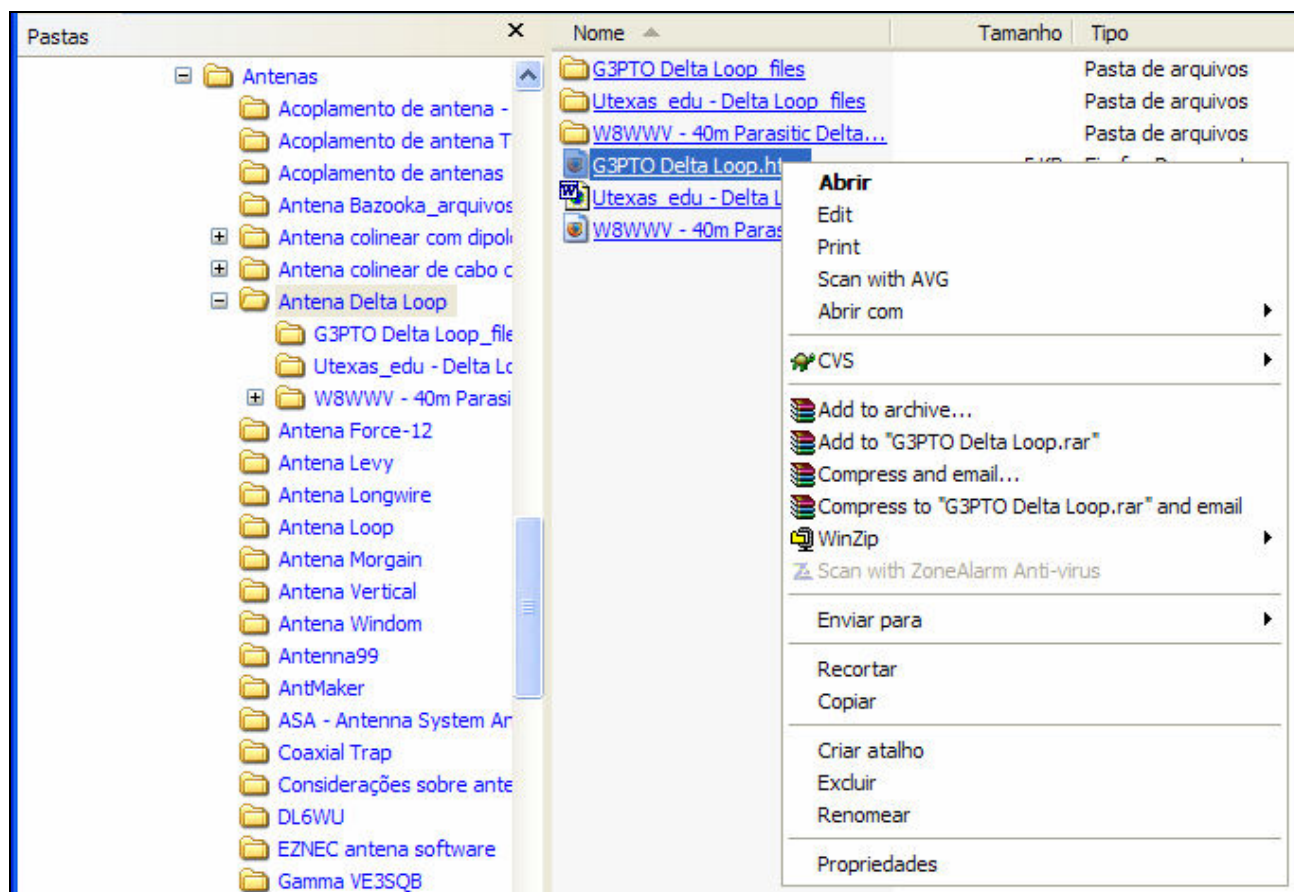 Pastas
Antenas
Acoplamento de antena -
Acoplamento de antena T
Acoplamento de antenas
Antena Bazooka_arquivos
Antena colinear com dipol
Antena colinear de cabo c
Antena Delta Loop
G3PTO Delta Loop_file
Utexas_edu - Delta Lo
W8WWV - 40m Parasi
Antena Force-12
Antena Levy
Antena Longwire
Antena Loop
Antena Morgain
Antena Vertical
Antena Windom
Antenna99
AntMaker
ASA - Antenna System An
Coaxial Trap
Considerações sobre ante
DL6WU
EZNEC antena software
Gamma VE3SQB
Nome Tamanho Tipo
G3PTO Delta Loop_files Pasta de arquivos
Utexas_edu - Delta Loop_files Pasta de arquivos
W8WWV - 40m Parasitic Delta... Pasta de arquivos
G3PTO Delta Loop.ht
Utexas_edu - Delta L
W8WWV - 40m Paras
Abrir
Edit
Print
Scan with AVG
Abrir com
CVS
Add to archive...
Add to "G3PTO Delta Loop.rar"
Compress and email...
Compress to "G3PTO Delta Loop.rar" and email
WinZip
Scan with ZoneAlarm Anti-virus
Enviar para
Recortar
Copiar
Criar atalho
Excluir
Renomear
Propriedades